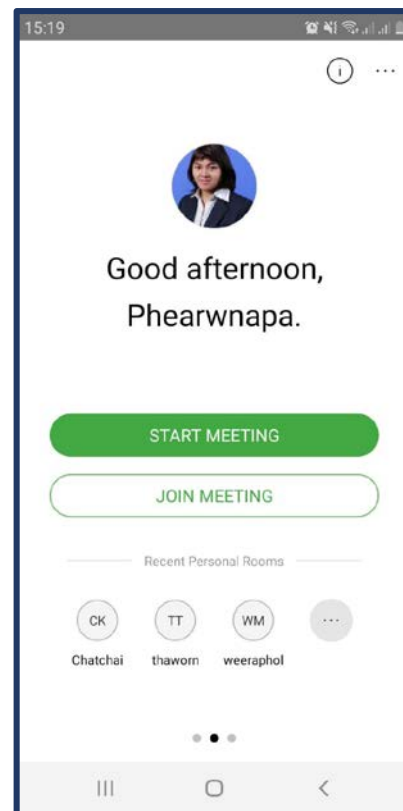 15:19
Good afternoon,
Phearwnapa.
START MEETING
JOIN MEETING
Recent Personal Rooms
CK TT WM ...
Chatchai thaworn weeraphol